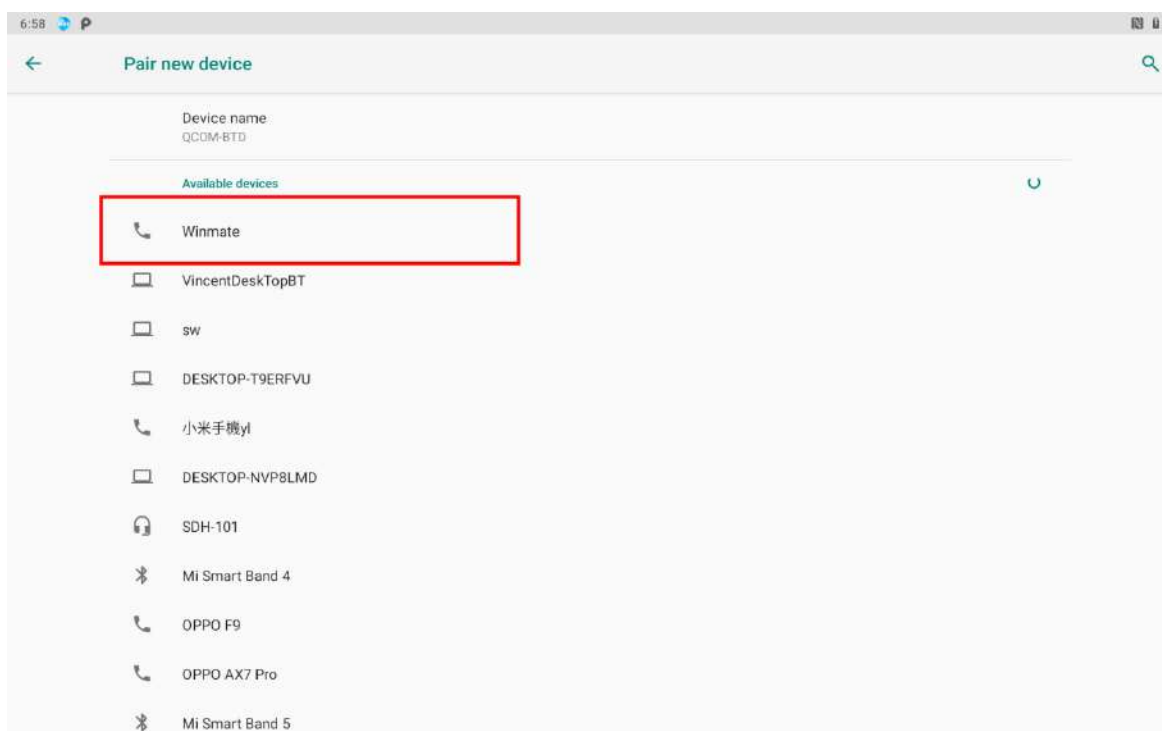 6:58
Pair new device
Device name
QCOM-BTD
Available devices
Winmate
VincentDeskTopBT
sw
DESKTOP-T9ERFVU
小米手機yl
DESKTOP-NVP8LMD
SDH-101
Mi Smart Band 4
OPPO F9
OPPO AX7 Pro
Mi Smart Band 5